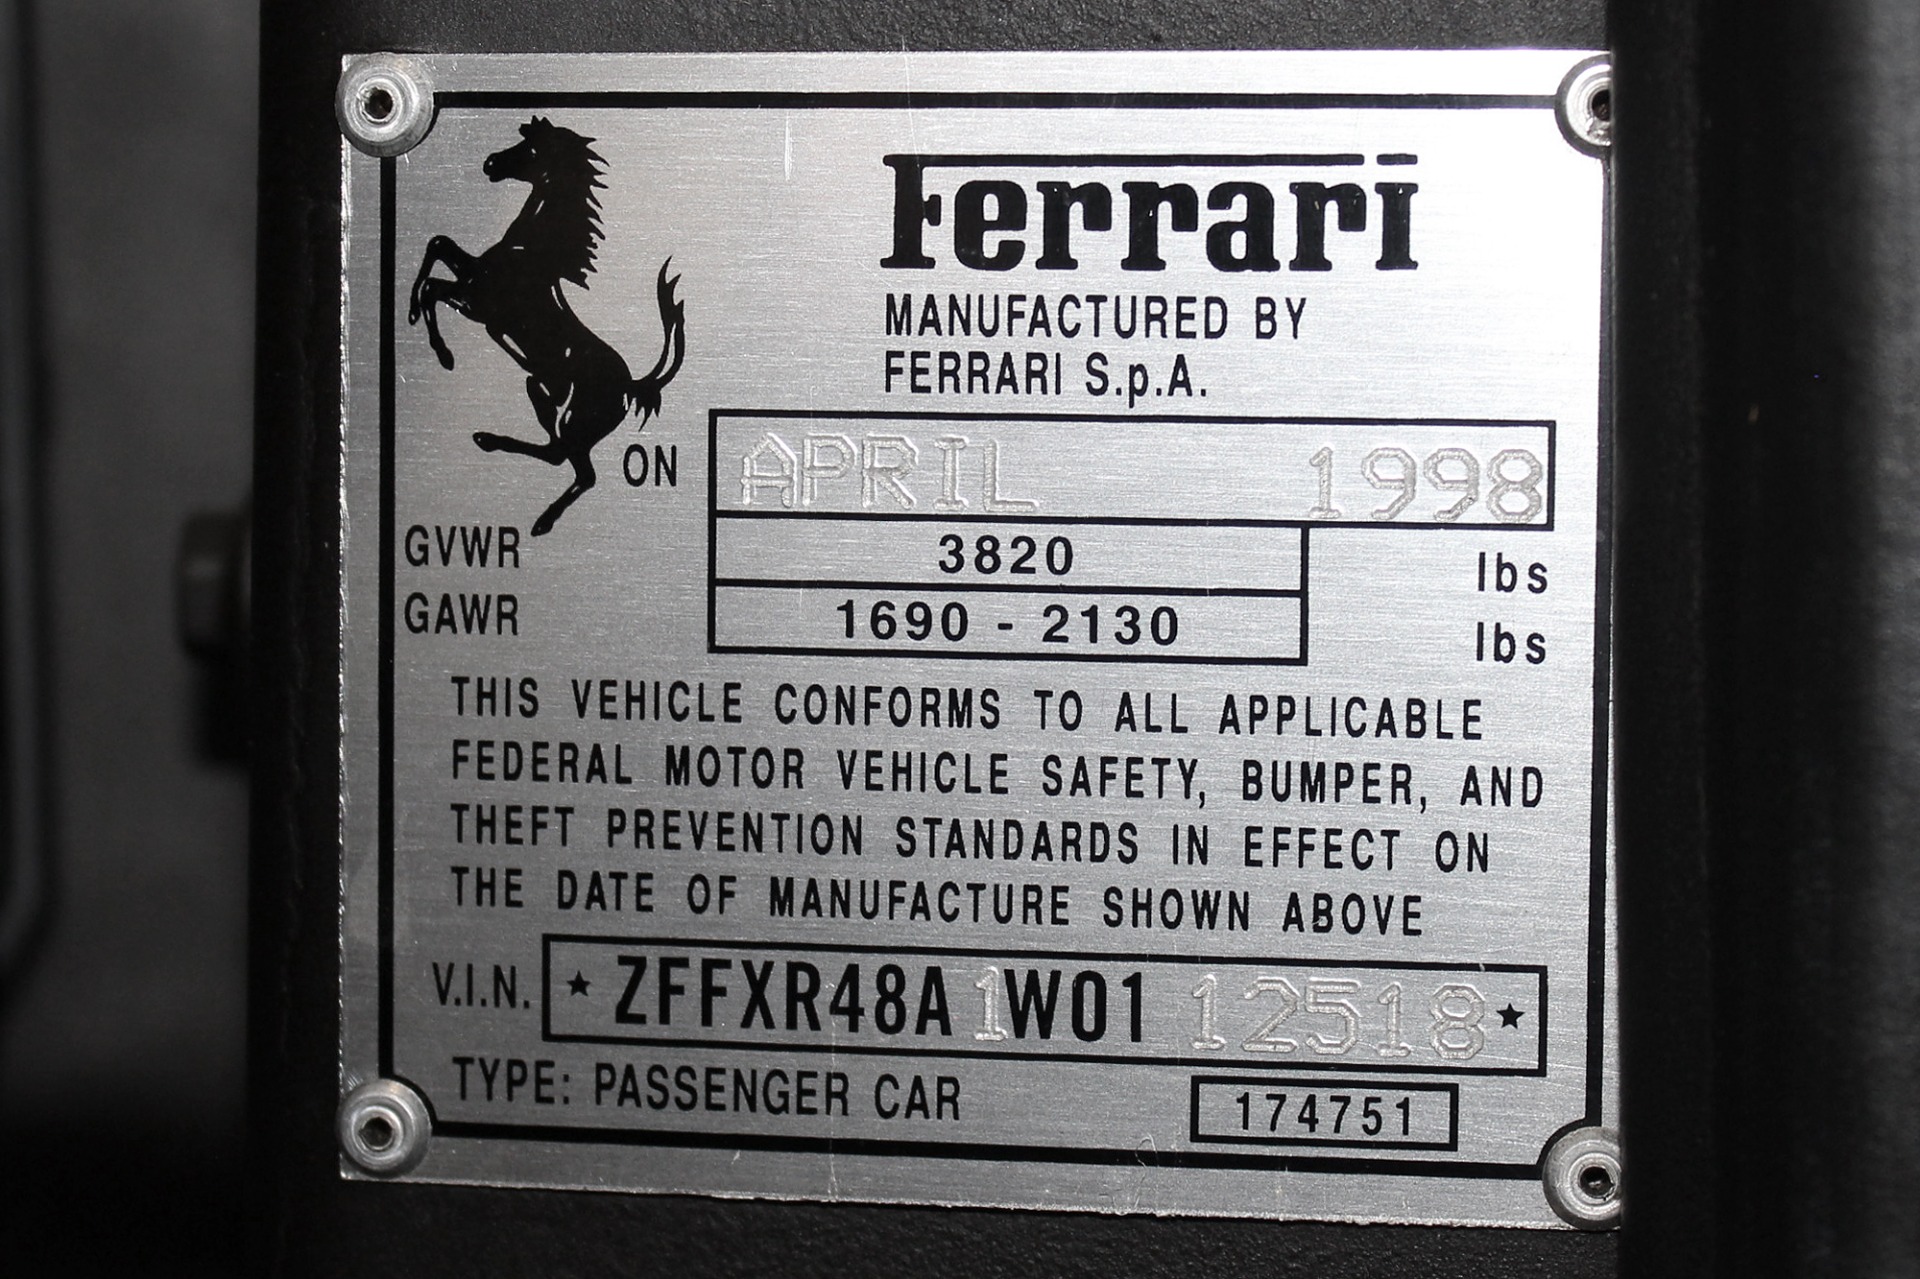 Ferrari
MANUFACTURED BY
FERRARI S.p.A.
ON APRIL 1998
GVWR 3820 lbs
GAWR 1690 - 2130 lbs
THIS VEHICLE CONFORMS TO ALL APPLICABLE
FEDERAL MOTOR VEHICLE SAFETY, BUMPER, AND
THEFT PREVENTION STANDARDS IN EFFECT ON
THE DATE OF MANUFACTURE SHOWN ABOVE
V.I.N. ★ ZFFXR48A1W0112518 ★
TYPE: PASSENGER CAR 174751